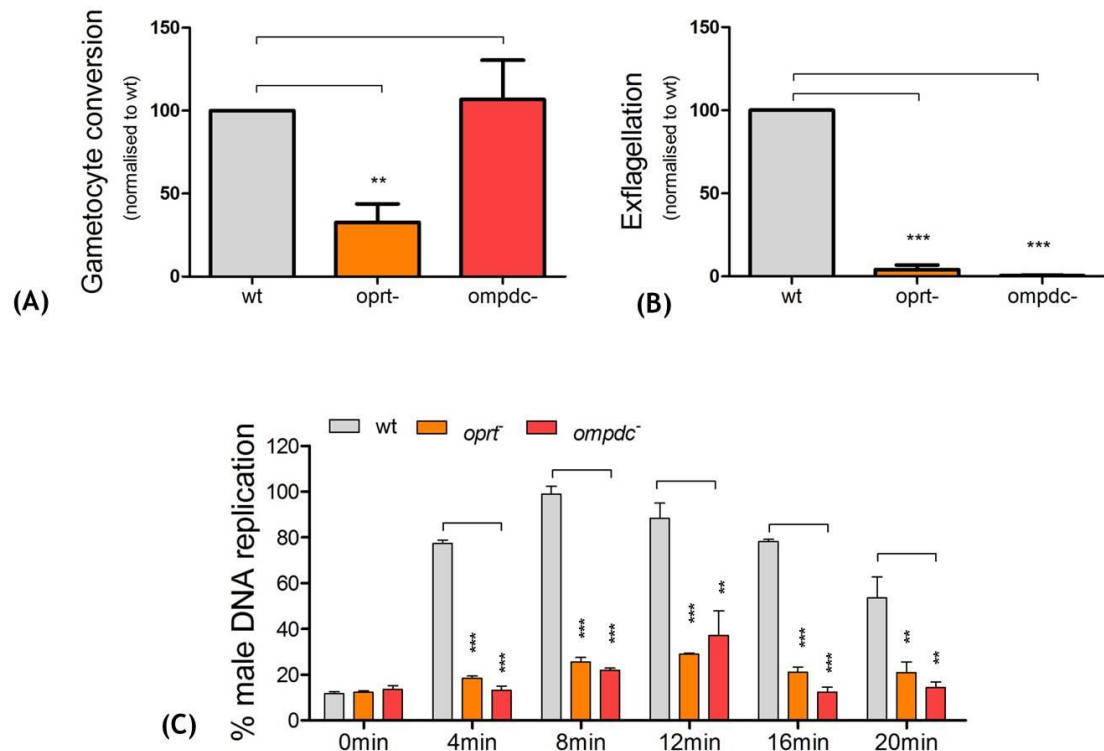 Gametocyte conversion
(normalised to wt)
150
100
50
0
**
wt
oprt-
ompdc-
(A)
Exflagellation
(normalised to wt)
150
100
50
0
***
***
wt
oprt-
ompdc-
(B)
wt
oprt-
ompdc-
% male DNA replication
120
100
80
60
40
20
0
***
***
***
***
***
**
***
***
**
**
0min
4min
8min
12min
16min
20min
(C)